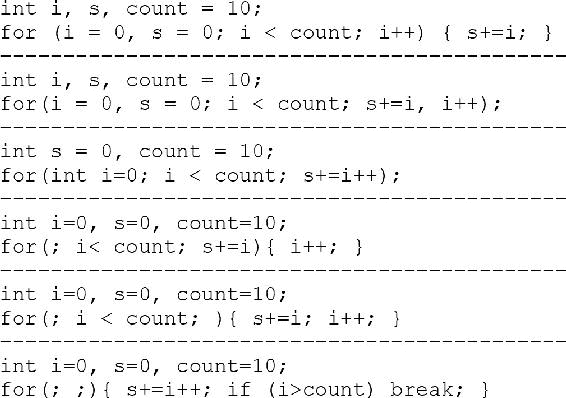 int i, s, count = 10;
for (i = 0, s = 0; i < count; i++) { s+=i; }
----------------------------------------------
int i, s, count = 10;
for(i = 0, s = 0; i < count; s+=i, i++);
----------------------------------------------
int s = 0, count = 10;
for(int i=0; i < count; s+=i++);
----------------------------------------------
int i=0, s=0, count=10;
for(; i< count; s+=i){ i++; }
----------------------------------------------
int i=0, s=0, count=10;
for(; i < count; ){ s+=i; i++; }
----------------------------------------------
int i=0, s=0, count=10;
for(; ;){ s+=i++; if (i>count) break; }